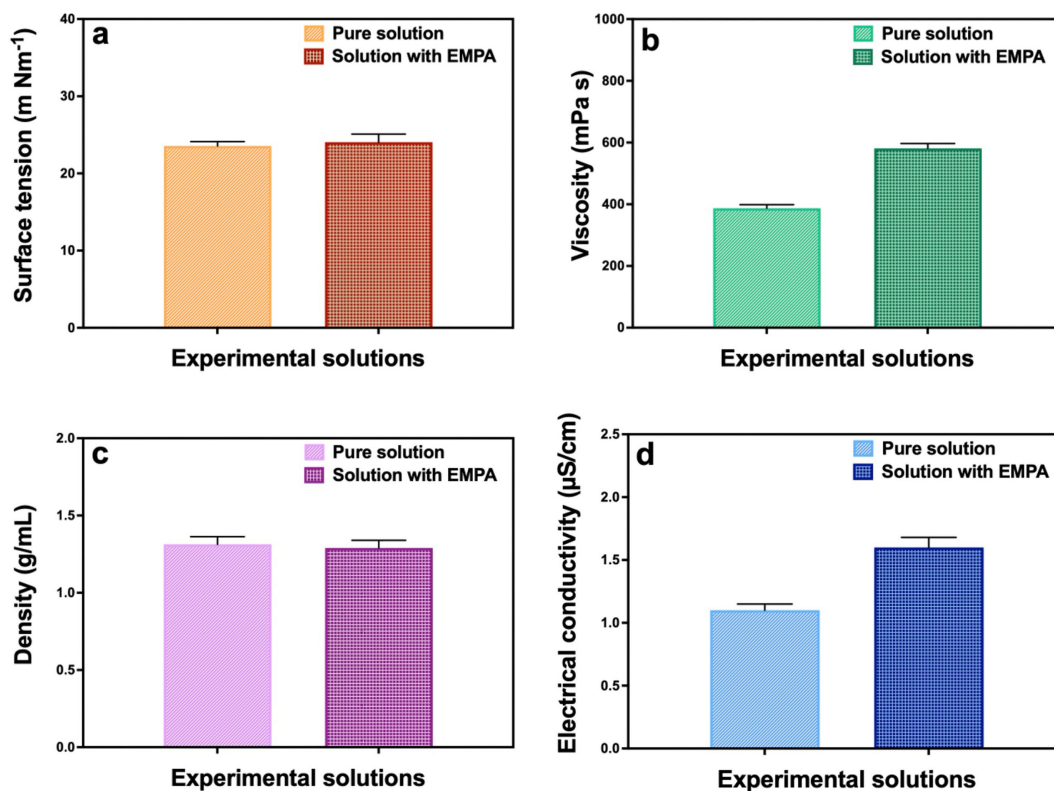 a
Pure solution
Solution with EMPA
Surface tension (m Nm-1)
40
30
20
10
0
Experimental solutions
b
Pure solution
Solution with EMPA
Viscosity (mPa s)
1000
800
600
400
200
0
Experimental solutions
c
Pure solution
Solution with EMPA
Density (g/mL)
2.0
1.5
1.0
0.5
0.0
Experimental solutions
d
Pure solution
Solution with EMPA
Electrical conductivity (µS/cm)
2.5
2.0
1.5
1.0
0.5
0.0
Experimental solutions